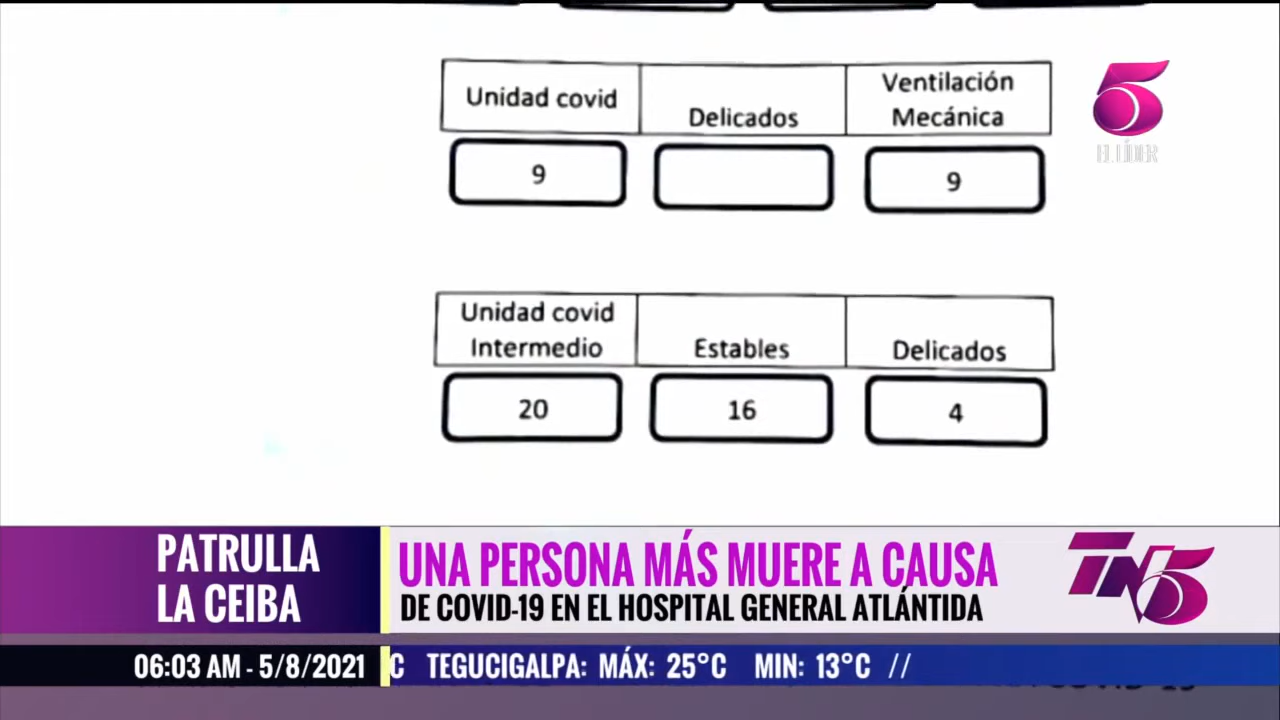 Unidad covid
Delicados
Ventilación
Mecánica
9
9
EL LÍDER
5
Unidad covid
Intermedio
Estables
Delicados
20
16
4
PATRULLA
LA CEIBA
UNA PERSONA MÁS MUERE A CAUSA
DE COVID-19 EN EL HOSPITAL GENERAL ATLÁNTIDA
TN5
06:03 AM - 5/8/2021
C TEGUCIGALPA: MÁX: 25°C MIN: 13°C //